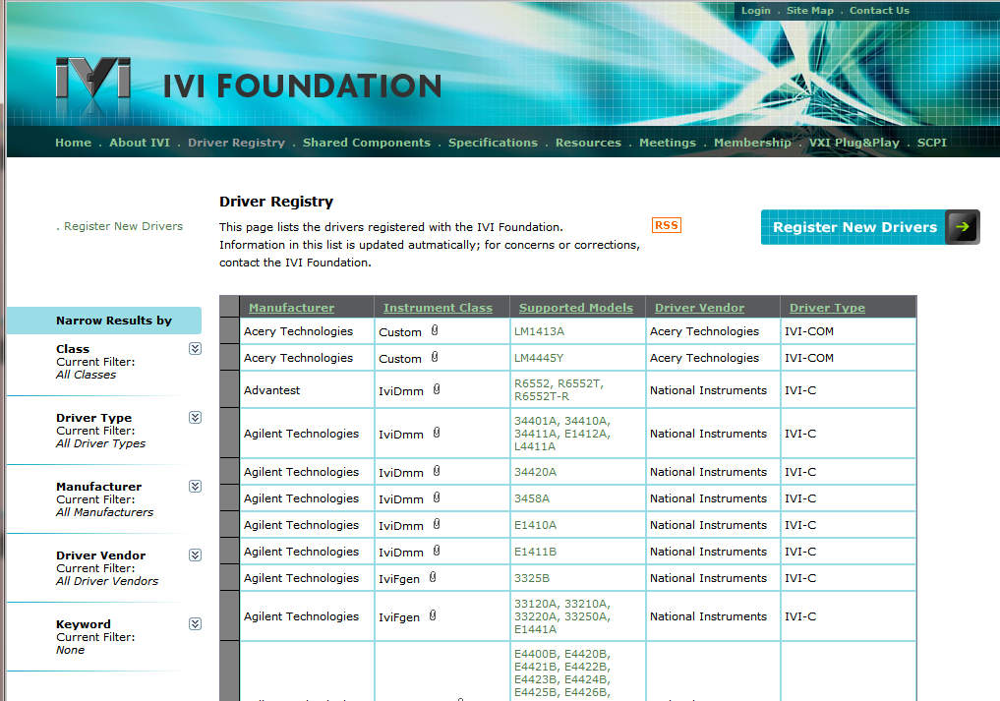 Login . Site Map . Contact Us
IVI
IVI FOUNDATION
Home . About IVI . Driver Registry . Shared Components . Specifications . Resources . Meetings . Membership . VXI Plug&Play . SCPI
. Register New Drivers
Driver Registry
This page lists the drivers registered with the IVI Foundation.
Information in this list is updated autmatically; for concerns or corrections,
contact the IVI Foundation.
RSS
Register New Drivers
Narrow Results by
Class
Current Filter:
All Classes
Driver Type
Current Filter:
All Driver Types
Manufacturer
Current Filter:
All Manufacturers
Driver Vendor
Current Filter:
All Driver Vendors
Keyword
Current Filter:
None
Manufacturer Instrument Class Supported Models Driver Vendor Driver Type
Acery Technologies Custom LM1413A Acery Technologies IVI-COM
Acery Technologies Custom LM4445Y Acery Technologies IVI-COM
Advantest IviDmm R6552, R6552T,
R6552T-R National Instruments IVI-C
Agilent Technologies IviDmm 34401A, 34410A,
34411A, E1412A,
L4411A National Instruments IVI-C
Agilent Technologies IviDmm 34420A National Instruments IVI-C
Agilent Technologies IviDmm 3458A National Instruments IVI-C
Agilent Technologies IviDmm E1410A National Instruments IVI-C
Agilent Technologies IviDmm E1411B National Instruments IVI-C
Agilent Technologies IviFgen 3325B National Instruments IVI-C
Agilent Technologies IviFgen 33120A, 33210A,
33220A, 33250A,
E1441A National Instruments IVI-C
E4400B, E4420B,
E4421B, E4422B,
E4423B, E4424B,
E4425B, E4426B,